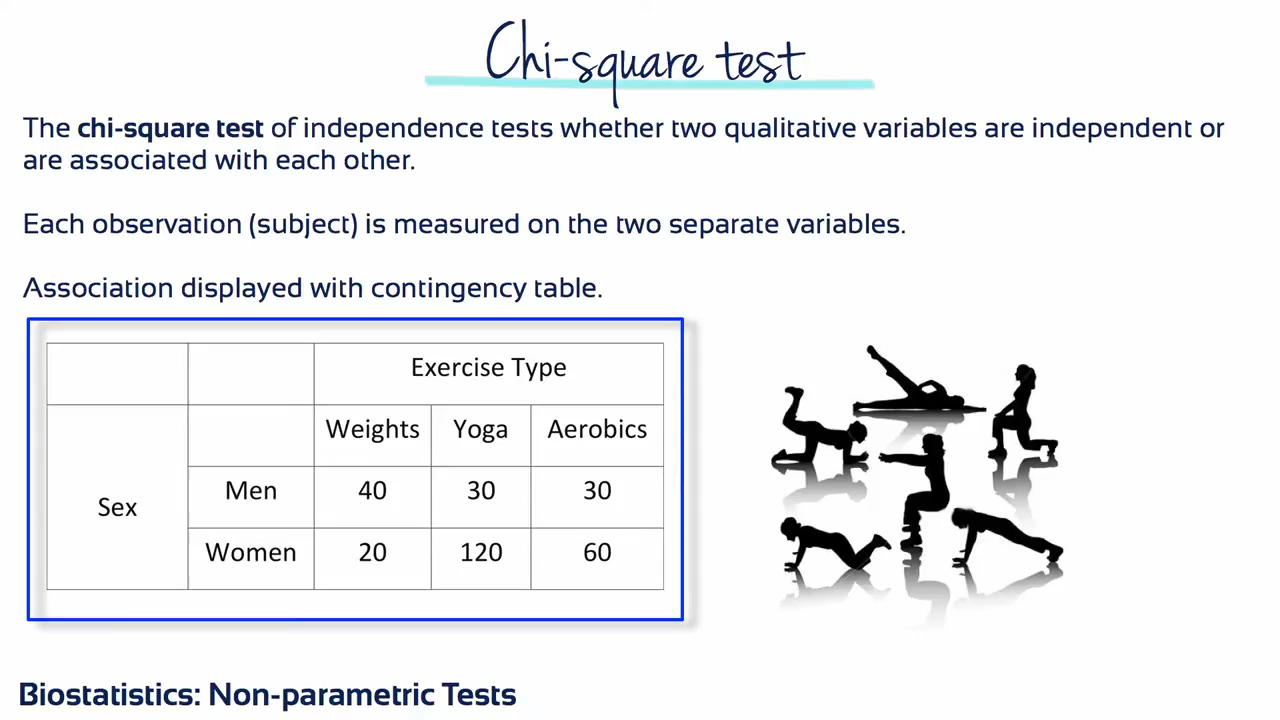 Chi-square test
The chi-square test of independence tests whether two qualitative variables are independent or
are associated with each other.
Each observation (subject) is measured on the two separate variables.
Association displayed with contingency table.
Exercise Type
Weights Yoga Aerobics
Sex
Men 40 30 30
Women 20 120 60
Biostatistics: Non-parametric Tests